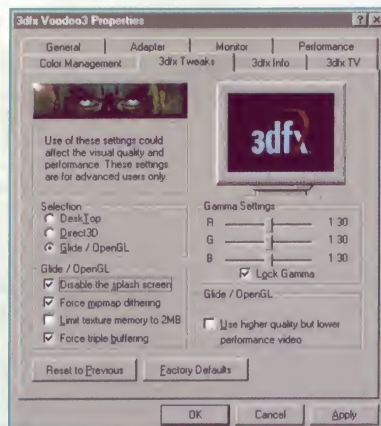 3dfx Voodoo3 Properties
General Adapter Monitor Performance
Color Management 3dfx Tweaks 3dfx Info 3dfx TV
Use of these settings could
affect the visual quality and
performance. These settings
are for advanced users only.
3dfx
Selection
DeskTop
Direct3D
Glide / OpenGL
Gamma Settings
R 1.30
G 1.30
B 1.30
Lock Gamma
Glide / OpenGL
Disable the splash screen
Force mipmap dithering
Limit texture memory to 2MB
Force triple buffering
Glide / OpenGL
Use higher quality but lower
performance video
Reset to Previous Factory Defaults
OK Cancel Apply